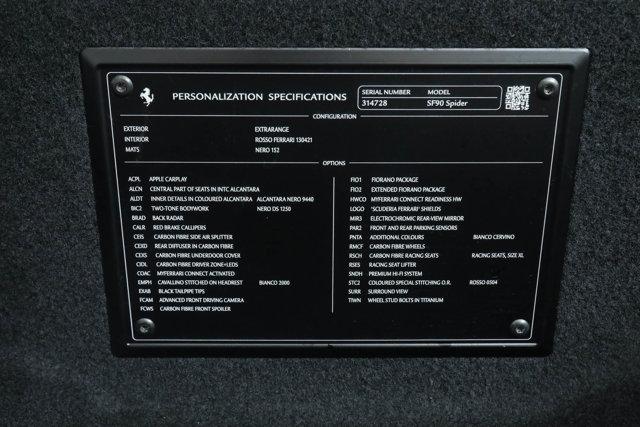 PERSONALIZATION SPECIFICATIONS
SERIAL NUMBER MODEL
314728 SF90 Spider
CONFIGURATION
EXTERIOR EXTRARANGE
INTERIOR ROSSO FERRARI 130421
MATS NERO 152
OPTIONS
ACPL APPLE CARPLAY
ALCN CENTRAL PART OF SEATS IN INTC ALCANTARA
ALDT INNER DETAILS IN COLOURED ALCANTARA ALCANTARA NERO 9440
BIC2 TWO-TONE BODYWORK NERO DS 1250
BRAD BACK RADAR
CALR RED BRAKE CALLIPERS
CEIS CARBON FIBRE SIDE AIR SPLITTER
CEXD REAR DIFFUSER IN CARBON FIBRE
CEXS CARBON FIBRE UNDERDOOR COVER
CIDL CARBON FIBRE DRIVER ZONE+LEDS
COAC MYFERRARI CONNECT ACTIVATED
EMPH CAVALLINO STITCHED ON HEADREST BIANCO 2000
EXAB BLACK TAILPIPE TIPS
FCAM ADVANCED FRONT DRIVING CAMERA
FCWS CARBON FIBRE FRONT SPOILER
FIO1 FIORANO PACKAGE
FIO2 EXTENDED FIORANO PACKAGE
HWCO MYFERRARI CONNECT READINESS HW
LOGO "SCUDERIA FERRARI" SHIELDS
MIR3 ELECTROCHROMIC REAR-VIEW MIRROR
PAR2 FRONT AND REAR PARKING SENSORS
PNTA ADDITIONAL COLOURS BIANCO CERVINO
RMCF CARBON FIBRE WHEELS
RSCH CARBON FIBRE RACING SEATS RACING SEATS, SIZE XL
RSES RACING SEAT LIFTER
SNDH PREMIUM HI-FI SYSTEM
STC2 COLOURED SPECIAL STITCHING O.R. ROSSO 0504
SURR SURROUND VIEW
TIWN WHEEL STUD BOLTS IN TITANIUM